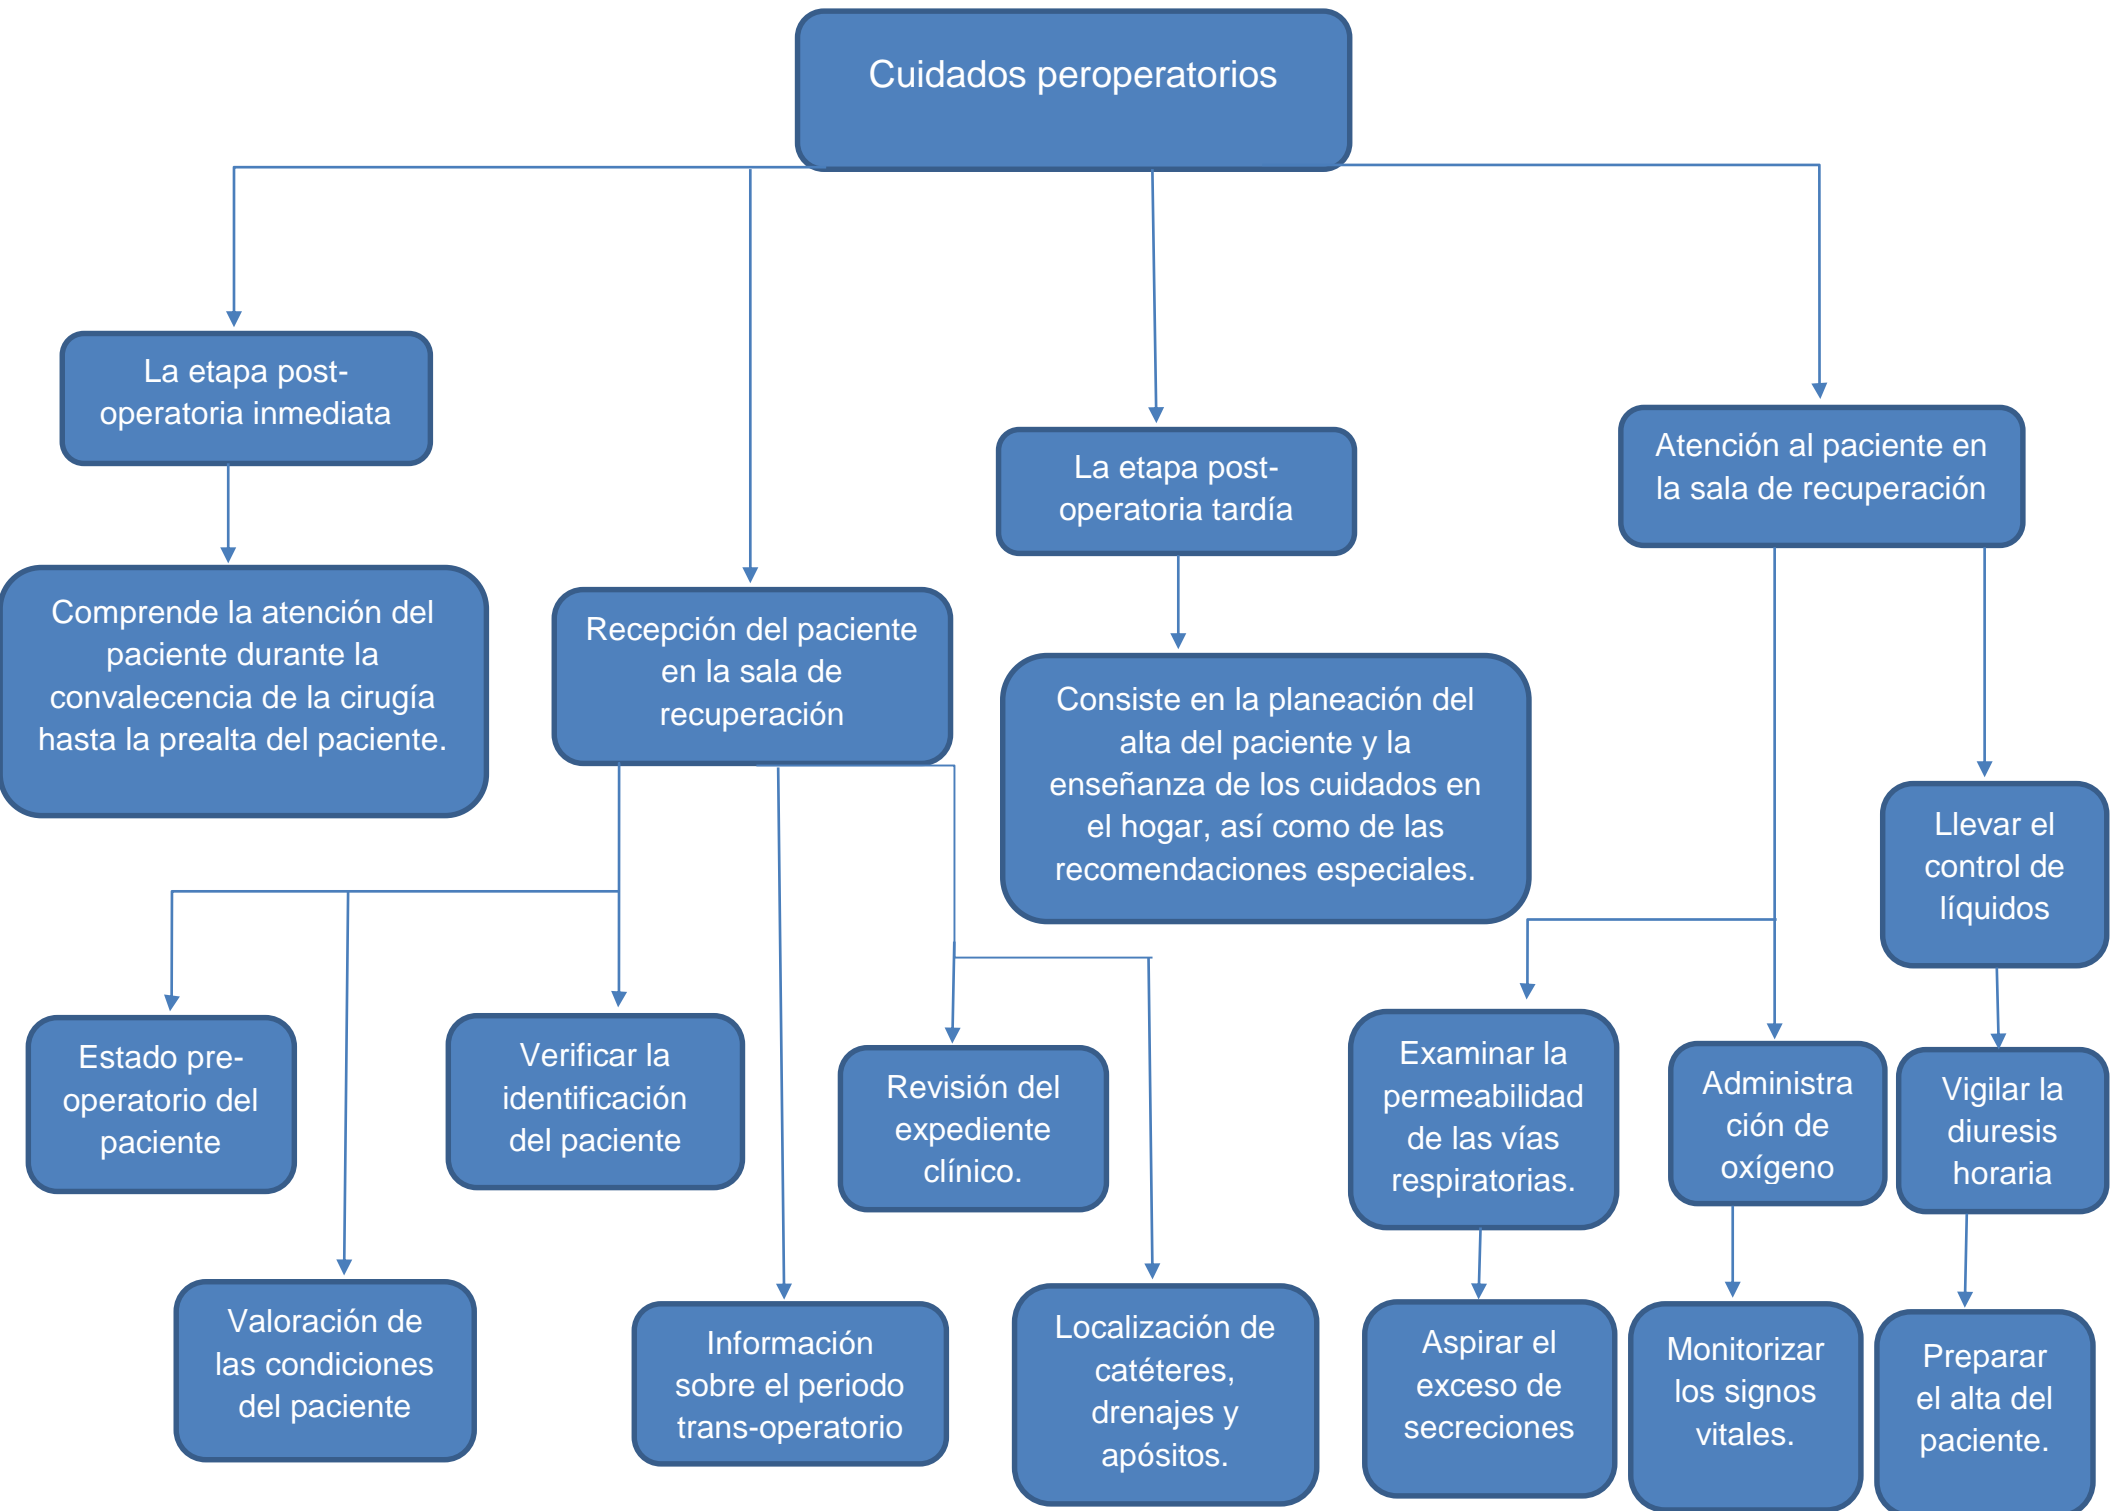 Cuidados peroperatorios
La etapa post-
operatoria inmediata
Atención al paciente en
la sala de recuperación
La etapa post-
operatoria tardía
Comprende la atención del
paciente durante la
convalecencia de la cirugía
hasta la prealta del paciente.
Recepción del paciente
en la sala de
recuperación
Consiste en la planeación del
alta del paciente y la
enseñanza de los cuidados en
el hogar, así como de las
recomendaciones especiales.
Llevar el
control de
líquidos
Estado pre-
operatorio del
paciente
Verificar la
identificación
del paciente
Revisión del
expediente
clínico.
Examinar la
permeabilidad
de las vías
respiratorias.
Administra
ción de
oxígeno
Vigilar la
diuresis
horaria
Valoración de
las condiciones
del paciente
Información
sobre el periodo
trans-operatorio
Localización de
catéteres,
drenajes y
apósitos.
Aspirar el
exceso de
secreciones
Monitorizar
los signos
vitales.
Preparar
el alta del
paciente.